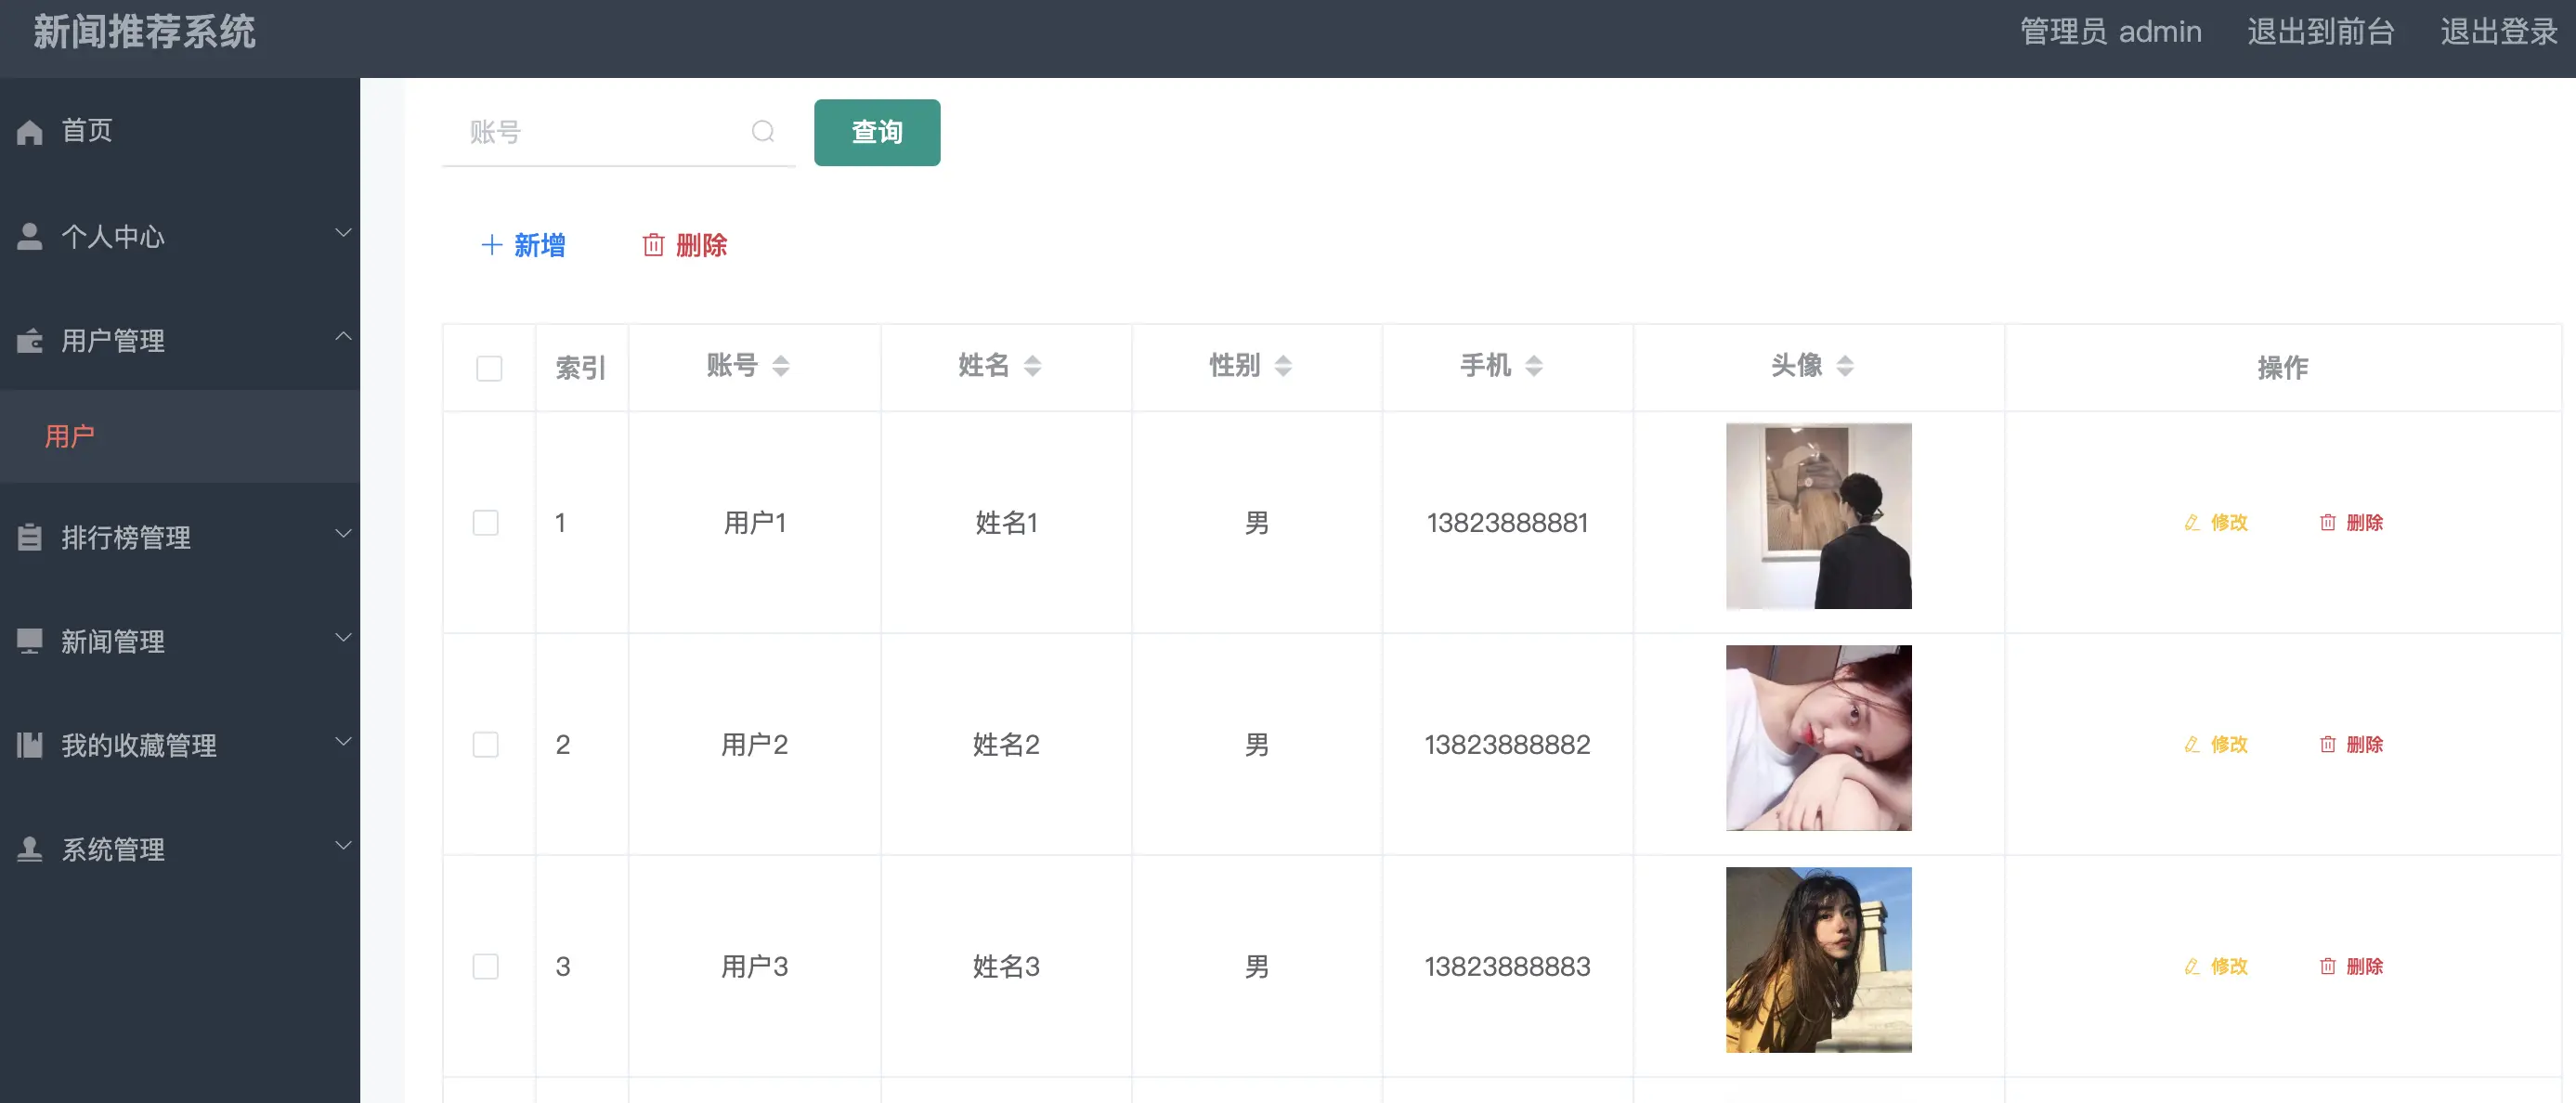 新闻推荐系统 管理员 admin 退出到前台 退出登录
首页
个人中心
用户管理
用户
排行榜管理
新闻管理
我的收藏管理
系统管理
账号 查询
新增 删除
索引 账号 姓名 性别 手机 头像 操作
1 用户1 姓名1 男 13823888881 修改 删除
2 用户2 姓名2 男 13823888882 修改 删除
3 用户3 姓名3 男 13823888883 修改 删除